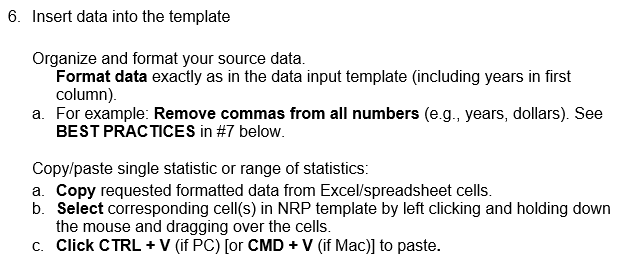 6. Insert data into the template
Organize and format your source data.
Format data exactly as in the data input template (including years in first
column).
a. For example: Remove commas from all numbers (e.g., years, dollars). See
BEST PRACTICES in #7 below.
Copy/paste single statistic or range of statistics:
a. Copy requested formatted data from Excel/spreadsheet cells.
b. Select corresponding cell(s) in NRP template by left clicking and holding down
the mouse and dragging over the cells.
c. Click CTRL + V (if PC) [or CMD + V (if Mac)] to paste.